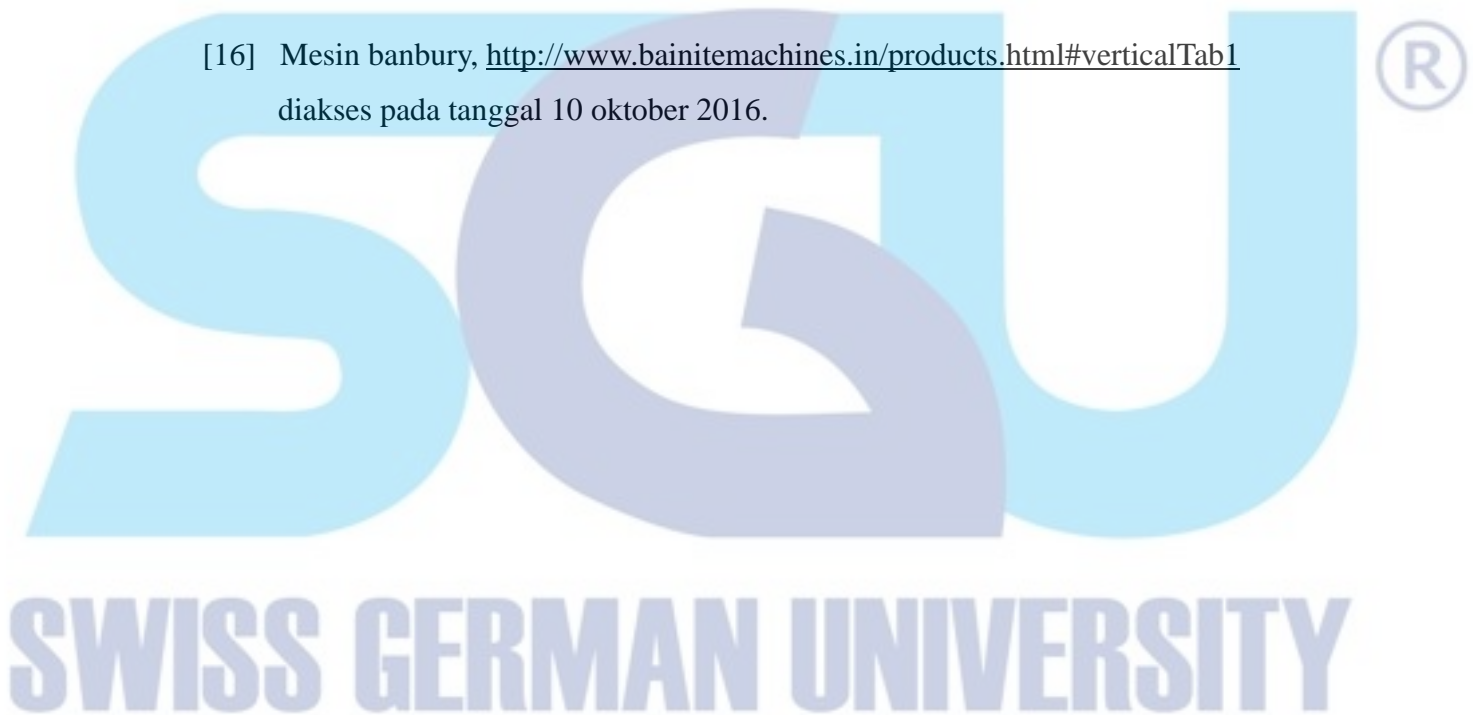 [16] Mesin banbury, http://www.bainitemachines.in/products.html#verticalTab1
diakses pada tanggal 10 oktober 2016.
SGU®
SWISS GERMAN UNIVERSITY